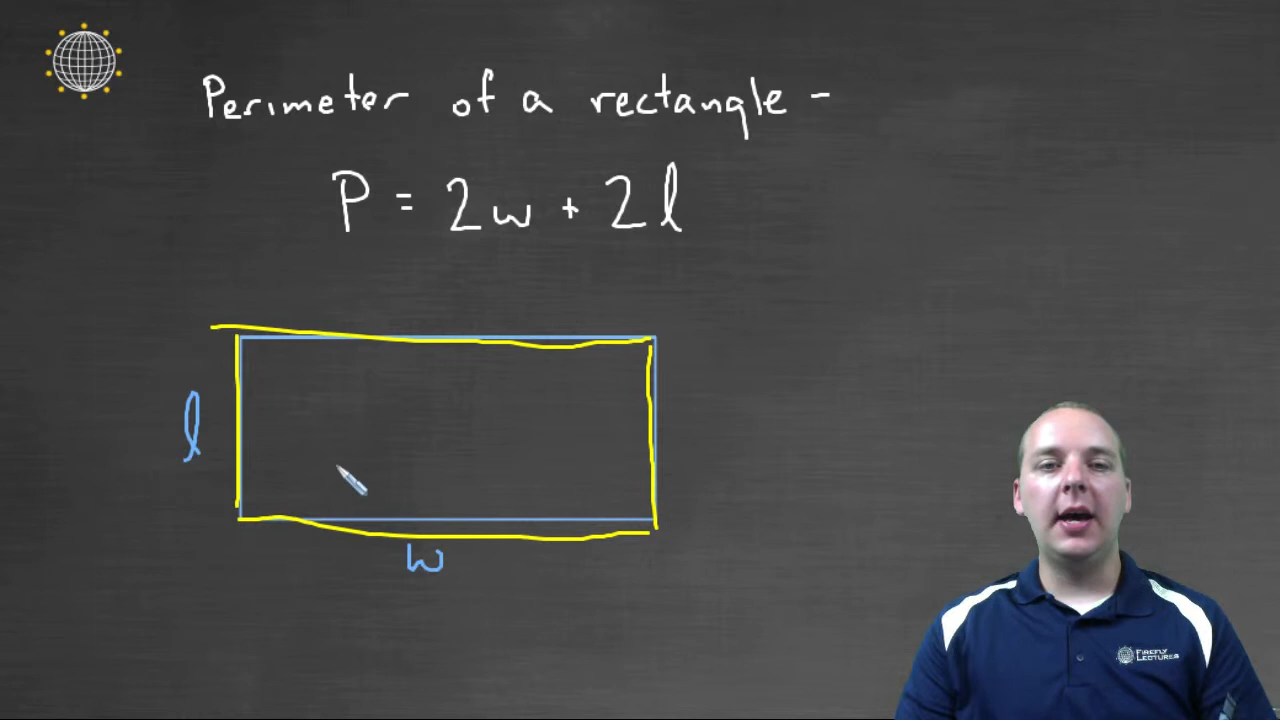 Perimeter of a rectangle -
P = 2w + 2l
l
w
FIREFLY
LECTURES